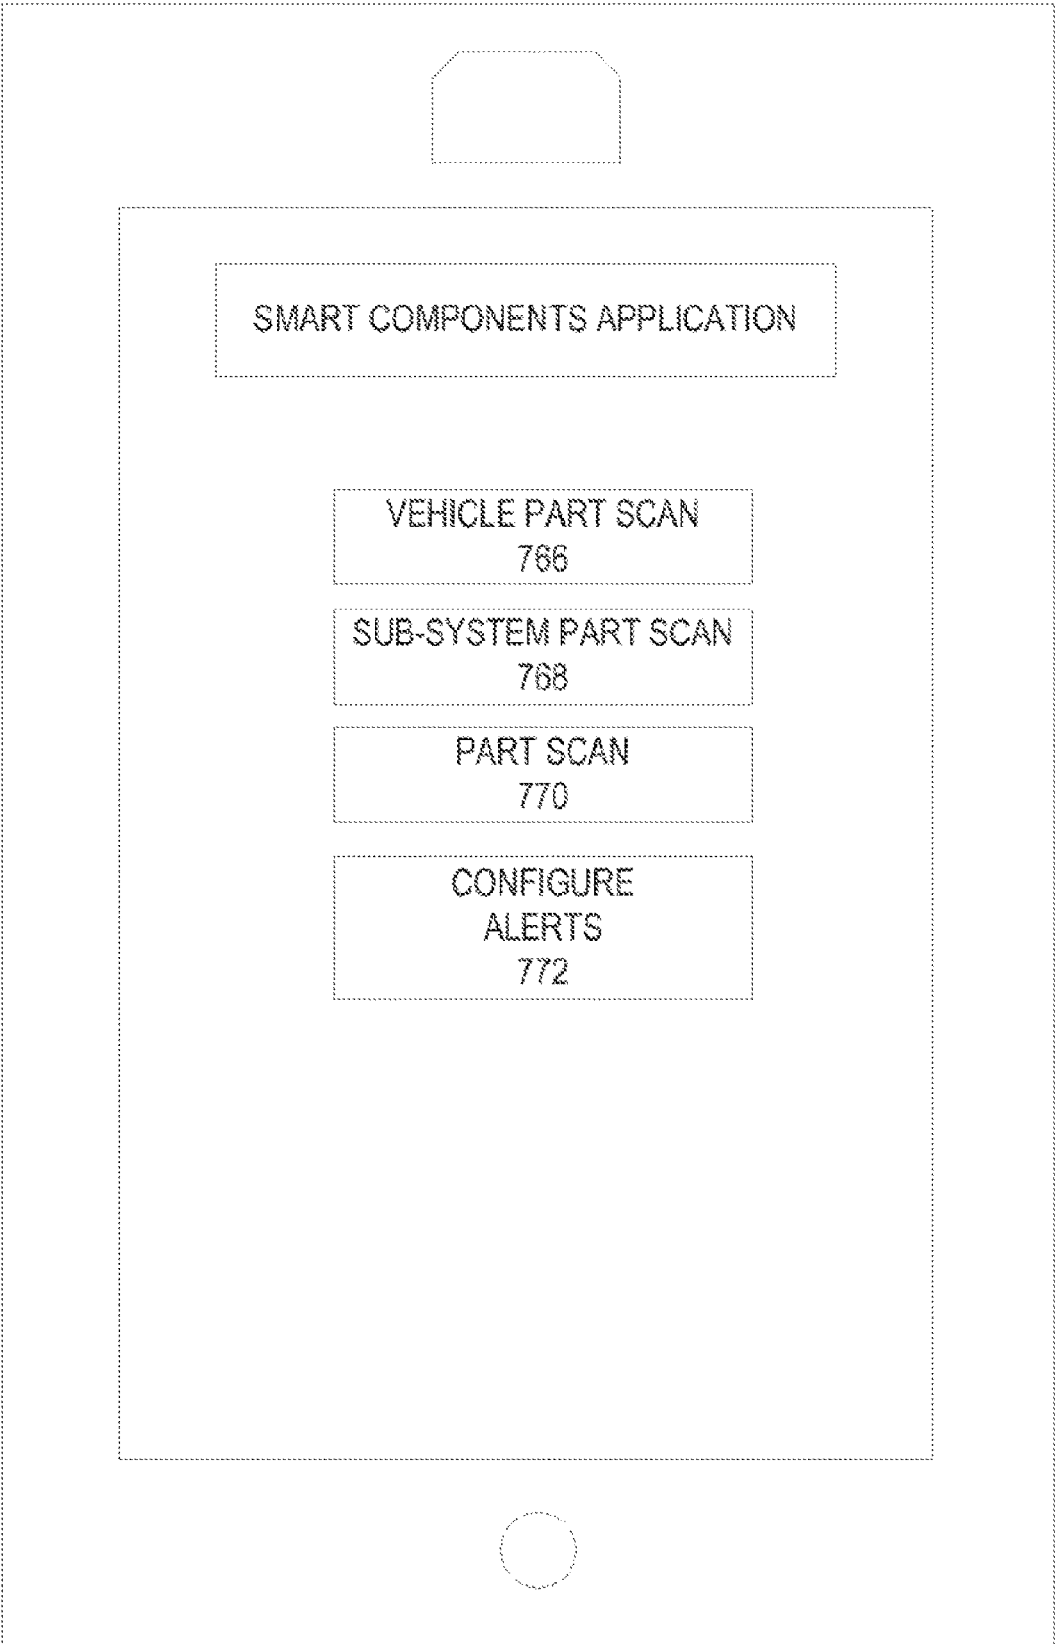 SMART COMPONENTS APPLICATION
VEHICLE PART SCAN
766
SUB-SYSTEM PART SCAN
768
PART SCAN
770
CONFIGURE
ALERTS
772